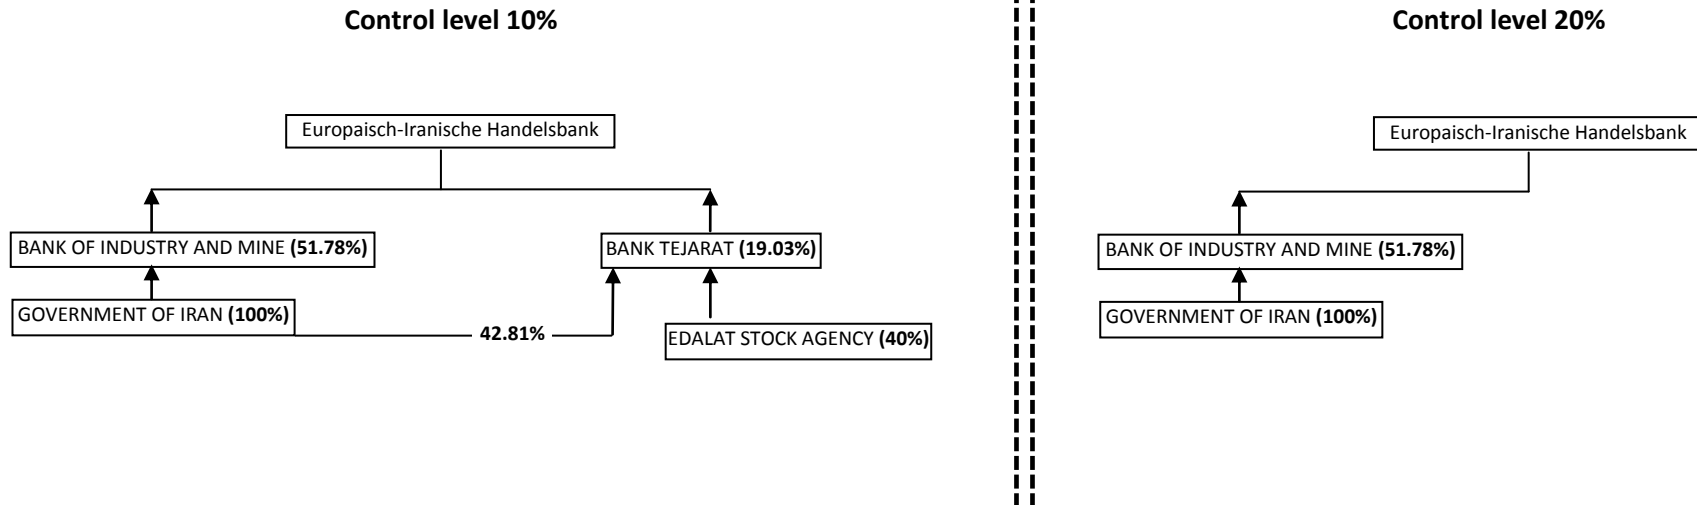 Control level 10%
Europaisch-Iranische Handelsbank
BANK OF INDUSTRY AND MINE (51.78%)
BANK TEJARAT (19.03%)
GOVERNMENT OF IRAN (100%)
42.81%
EDALAT STOCK AGENCY (40%)
Control level 20%
Europaisch-Iranische Handelsbank
BANK OF INDUSTRY AND MINE (51.78%)
GOVERNMENT OF IRAN (100%)